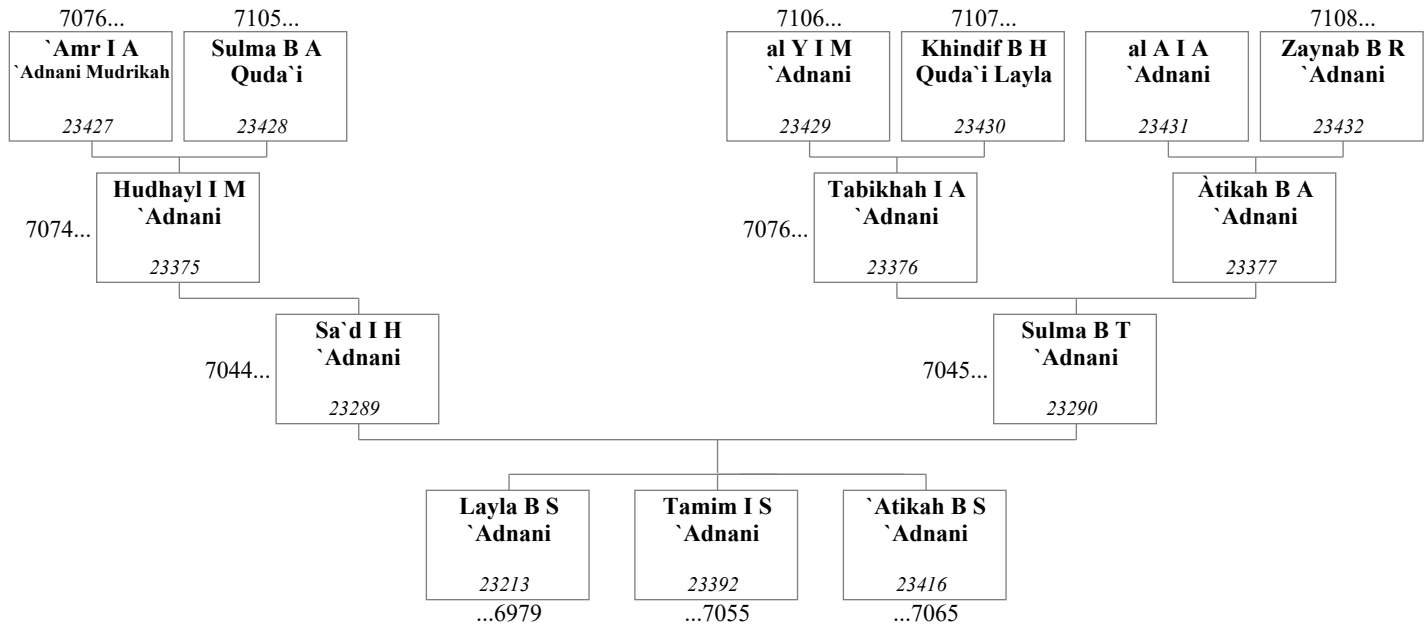 7076...
7105...
7106...
7107...
7108...
`Amr I A
`Adnani Mudrikah
23427
Sulma B A
Quda`i
23428
al Y I M
`Adnani
23429
Khindif B H
Quda`i Layla
23430
al A I A
`Adnani
23431
Zaynab B R
`Adnani
23432
7074...
Hudhayl I M
`Adnani
23375
7076...
Tabikhah I A
`Adnani
23376
Àtikah B A
`Adnani
23377
7044...
Sa`d I H
`Adnani
23289
7045...
Sulma B T
`Adnani
23290
Layla B S
`Adnani
23213
...6979
Tamim I S
`Adnani
23392
...7055
`Atikah B S
`Adnani
23416
...7065